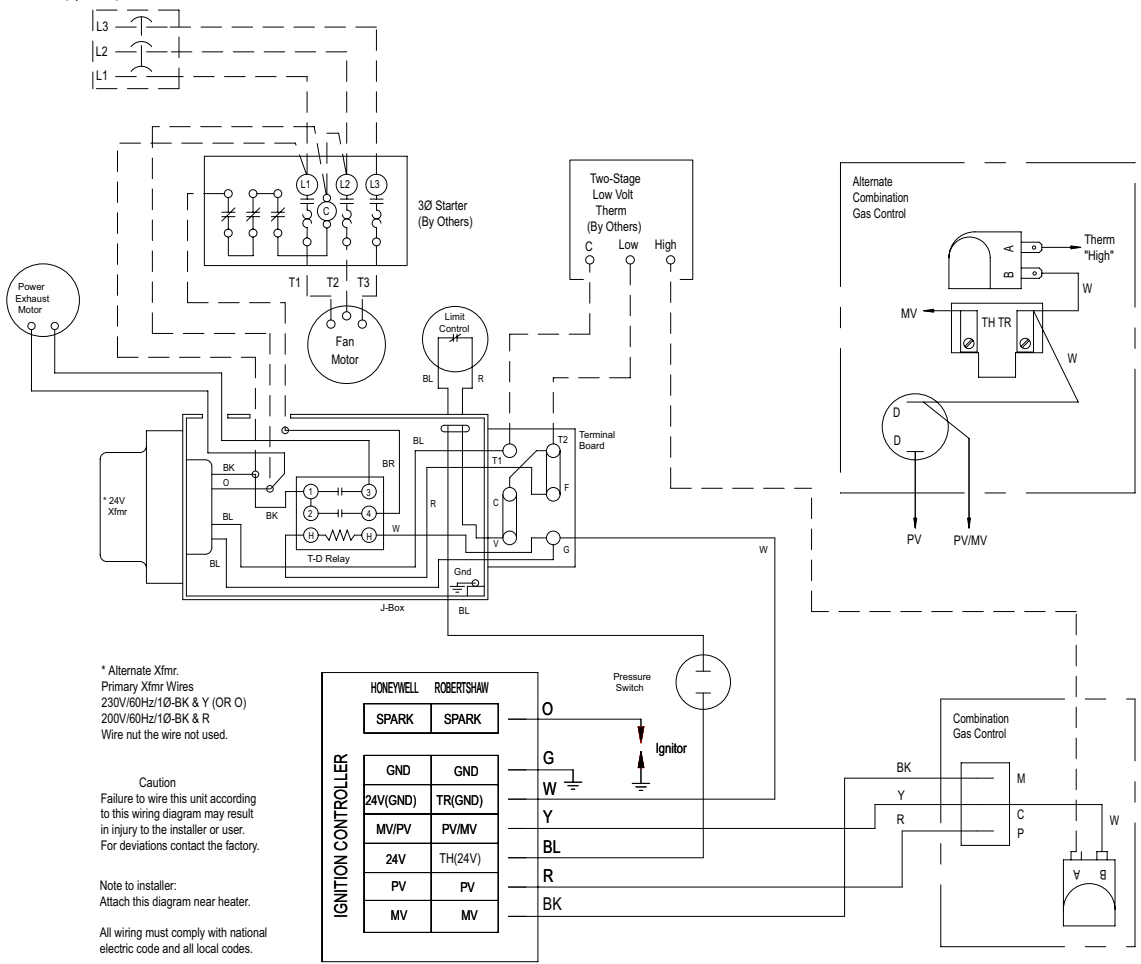 L3
L2
L1
L1
L2
L3
C
3Ø Starter
(By Others)
T1
T2
T3
Fan
Motor
Power
Exhaust
Motor
Limit
Control
BL
R
Two-Stage
Low Volt
Therm
(By Others)
C
Low
High
Alternate
Combination
Gas Control
A
B
Therm
"High"
W
MV
TH TR
W
D
D
PV
PV/MV
* 24V
Xfmr
BK
O
BL
BL
BK
BR
1
3
2
4
H
H
T-D Relay
W
R
BL
T1
T2
Terminal
Board
C
F
V
G
Gnd
J-Box
BL
W
* Alternate Xfmr.
Primary Xfmr Wires
230V/60Hz/1Ø-BK & Y (OR O)
200V/60Hz/1Ø-BK & R
Wire nut the wire not used.
Caution
Failure to wire this unit according
to this wiring diagram may result
in injury to the installer or user.
For deviations contact the factory.
Note to installer:
Attach this diagram near heater.
All wiring must comply with national
electric code and all local codes.
IGNITION CONTROLLER
HONEYWELL ROBERTSHAW
SPARK SPARK O
GND GND G
24V(GND) TR(GND) W
MV/PV PV/MV Y
24V TH(24V) BL
PV PV R
MV MV BK
Ignitor
Pressure
Switch
Combination
Gas Control
BK
Y
R
M
C
P
W
A
B